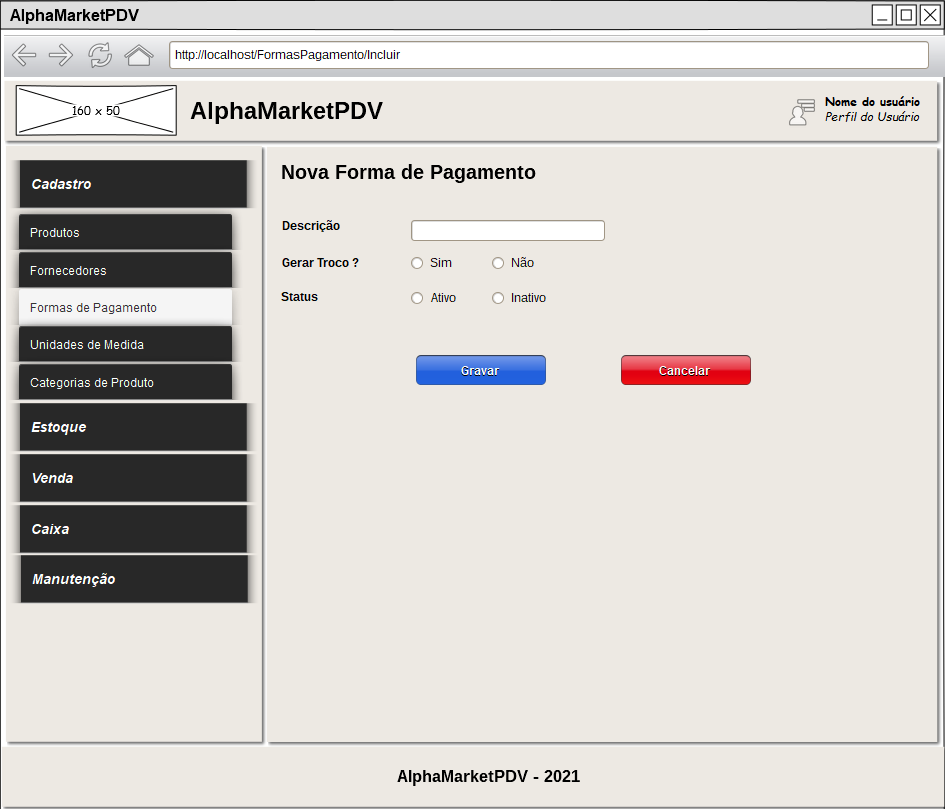 AlphaMarketPDV
http://localhost/FormasPagamento/Incluir
160 x 50
AlphaMarketPDV
Nome do usuário
Perfil do Usuário
Cadastro
Produtos
Fornecedores
Formas de Pagamento
Unidades de Medida
Categorias de Produto
Estoque
Venda
Caixa
Manutenção
Nova Forma de Pagamento
Descrição
Gerar Troco ? Sim Não
Status Ativo Inativo
Gravar Cancelar
AlphaMarketPDV - 2021